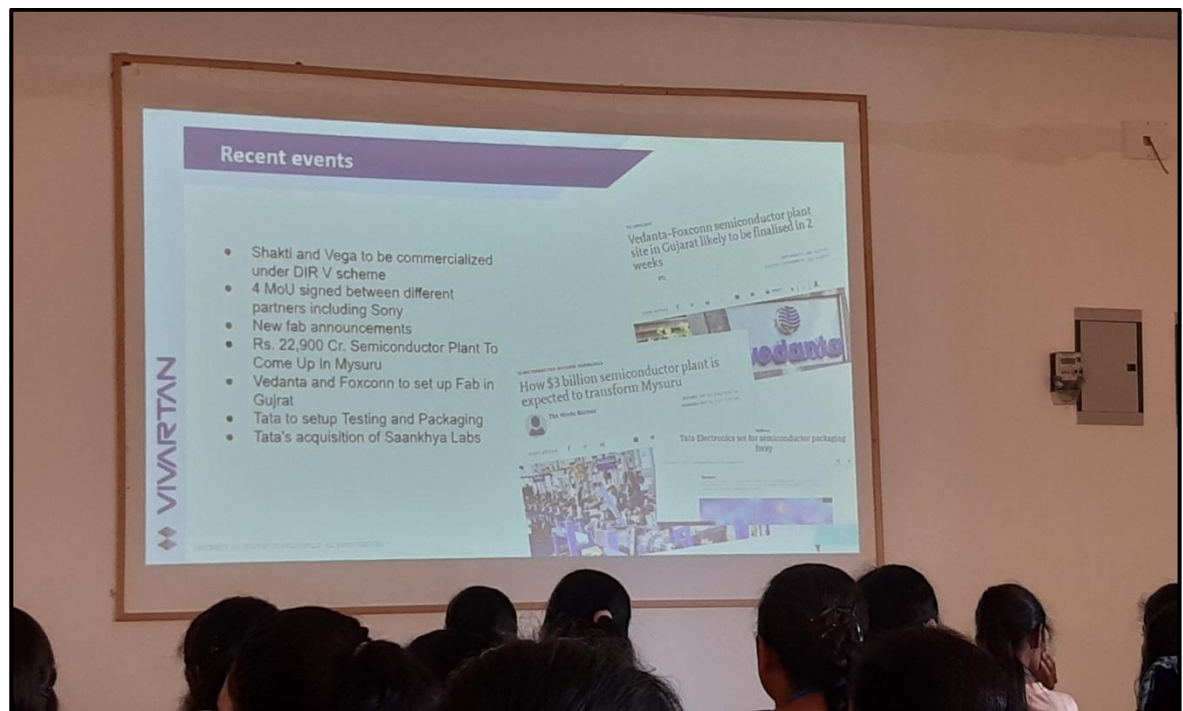 Recent events
Shakti and Vega to be commercialized
under DIR V scheme
4 MoU signed between different
partners including Sony
New fab announcements
Rs. 22,900 Cr. Semiconductor Plant To
Come Up In Mysuru
Vedanta and Foxconn to set up Fab in
Gujrat
Tata to setup Testing and Packaging
Tata's acquisition of Saankhya Labs
VIVARTAN
Vedanta-Foxconn semiconductor plant
site in Gujarat likely to be finalised in 2
weeks
vedanta
How $3 billion semiconductor plant is
expected to transform Mysuru
The Hindu Bureau
Tata Electronics set for semiconductor packaging
foray